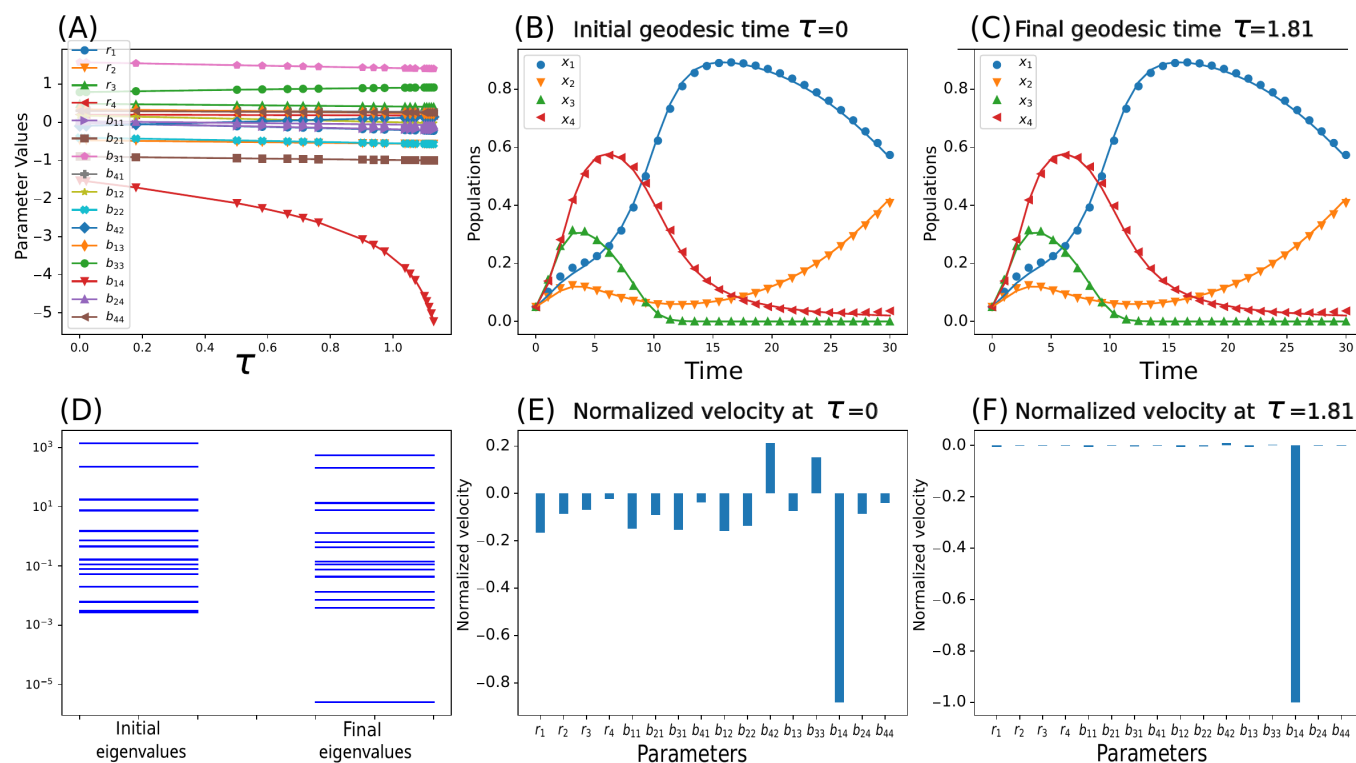 (A)
r1
r2
r3
r4
b11
b21
b31
b41
b12
b22
b42
b13
b33
b14
b24
b44
1
0
−1
−2
−3
−4
−5
Parameter Values
0.0 0.2 0.4 0.6 0.8 1.0
τ
(B) Initial geodesic time τ=0
x1
x2
x3
x4
0.8
0.6
0.4
0.2
0.0
Populations
0 5 10 15 20 25 30
Time
(C) Final geodesic time τ=1.81
x1
x2
x3
x4
0.8
0.6
0.4
0.2
0.0
Populations
0 5 10 15 20 25 30
Time
(D)
10^3
10^1
10^−1
10^−3
10^−5
Initial
eigenvalues
Final
eigenvalues
(E) Normalized velocity at τ=0
0.2
0.0
−0.2
−0.4
−0.6
−0.8
Normalized velocity
r1 r2 r3 r4 b11 b21 b31 b41 b12 b22 b42 b13 b33 b14 b24 b44
Parameters
(F) Normalized velocity at τ=1.81
0.0
−0.2
−0.4
−0.6
−0.8
−1.0
Normalized velocity
r1 r2 r3 r4 b11 b21 b31 b41 b12 b22 b42 b13 b33 b14 b24 b44
Parameters